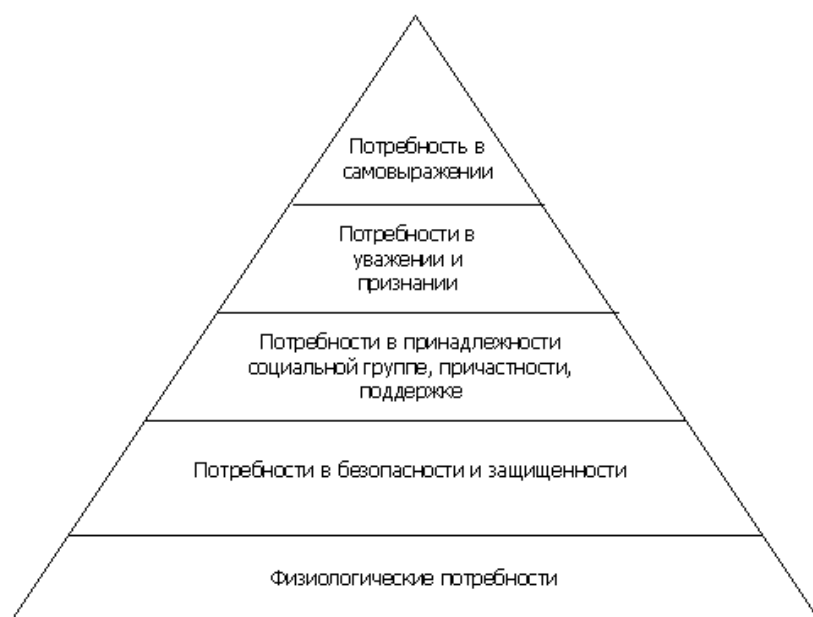 Потребность в
самовыражении
Потребности в
уважении и
признании
Потребности в принадлежности
социальной группе, причастности,
поддержке
Потребности в безопасности и защищенности
Физиологические потребности